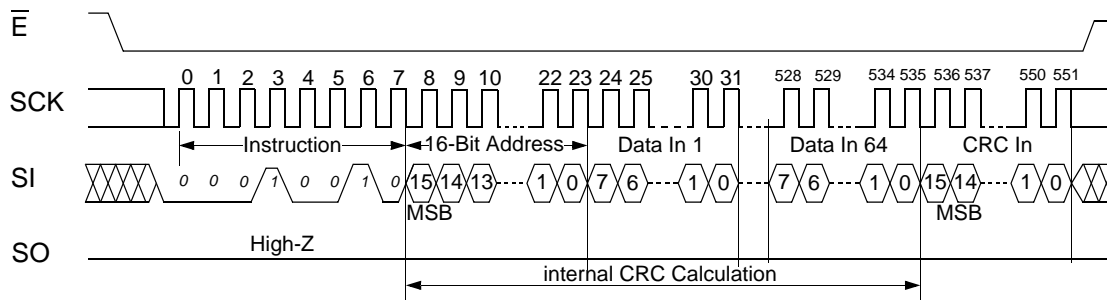 E
0 1 2 3 4 5 6 7 8 9 10 22 23 24 25 30 31 528 529 534 535 536 537 550 551
SCK
Instruction 16-Bit Address Data In 1 Data In 64 CRC In
SI 0 0 0 1 0 0 1 0 15 14 13 1 0 7 6 1 0 7 6 1 0 15 14 1 0
MSB MSB
High-Z
SO
internal CRC Calculation